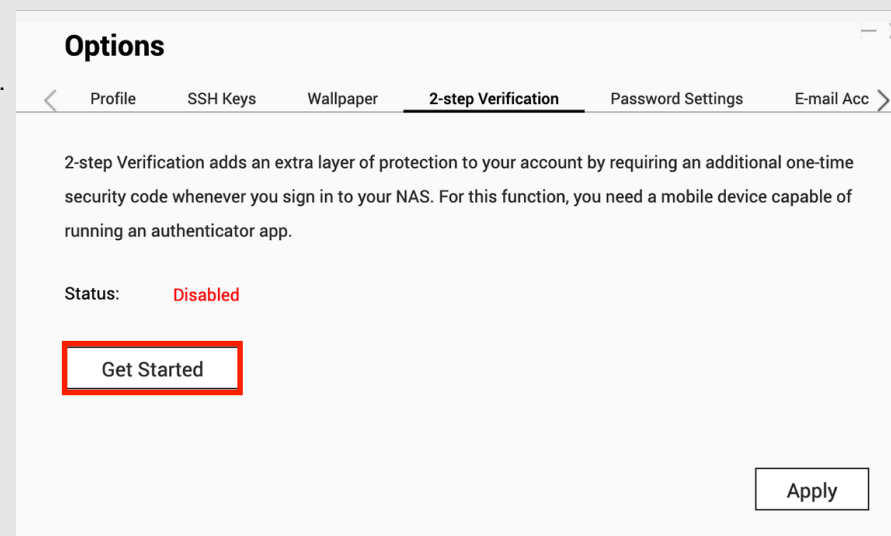 Options
Profile SSH Keys Wallpaper 2-step Verification Password Settings E-mail Acc
2-step Verification adds an extra layer of protection to your account by requiring an additional one-time
security code whenever you sign in to your NAS. For this function, you need a mobile device capable of
running an authenticator app.
Status: Disabled
Get Started
Apply